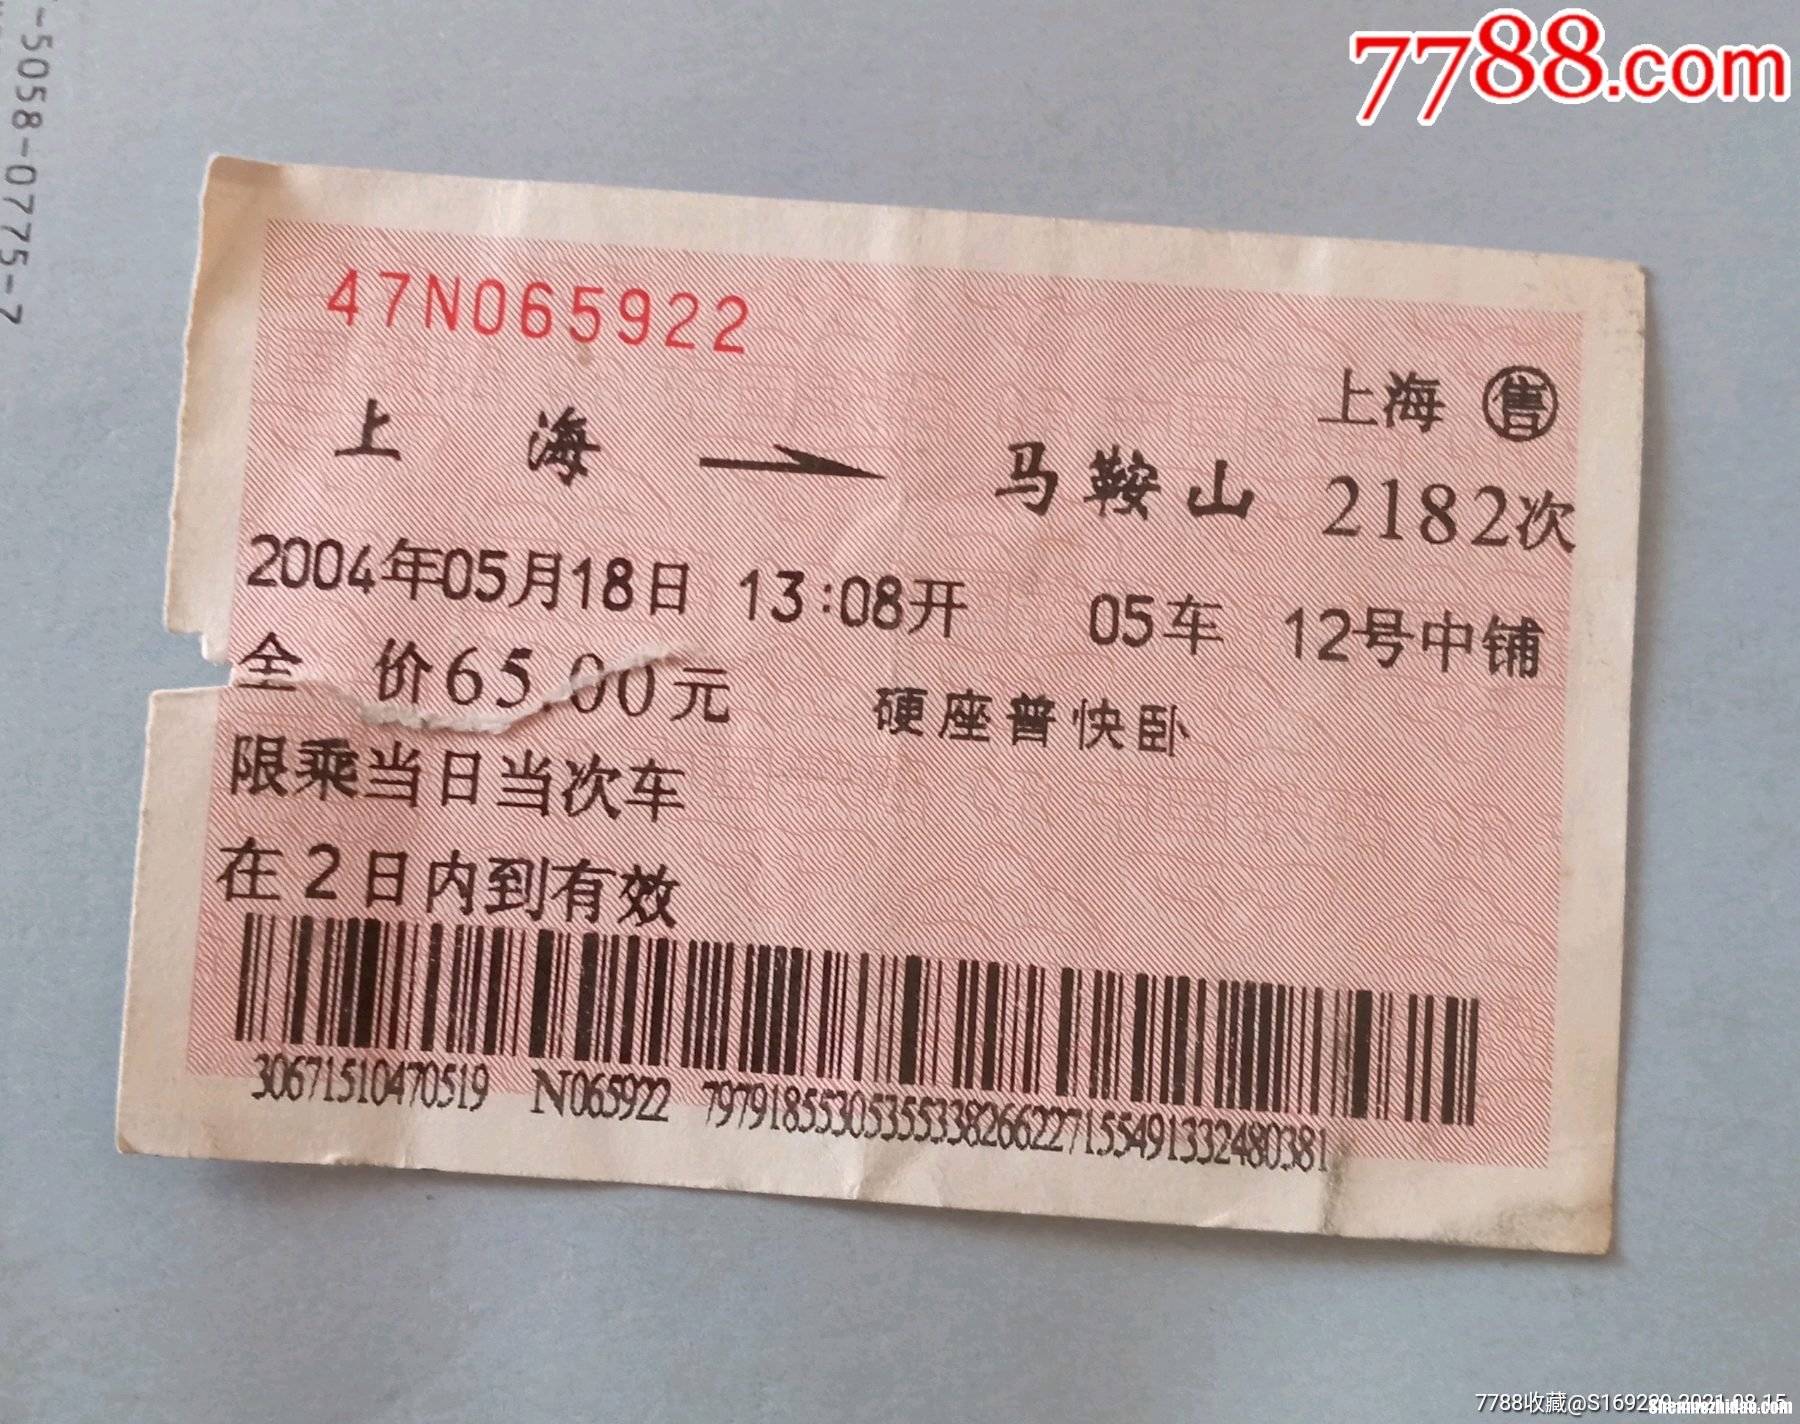 7788.com
-5058-0775-7
47N065922
上海 售
上海 → 马鞍山 2182次
2004年05月18日 13:08开 05车 12号中铺
全 价65.00元 硬座普快卧
限乘当日当次车
在2日内到有效
30671510470519 N065922 7979185530535533826622715549133248038​1
7788收藏@S169220 2021.08.15